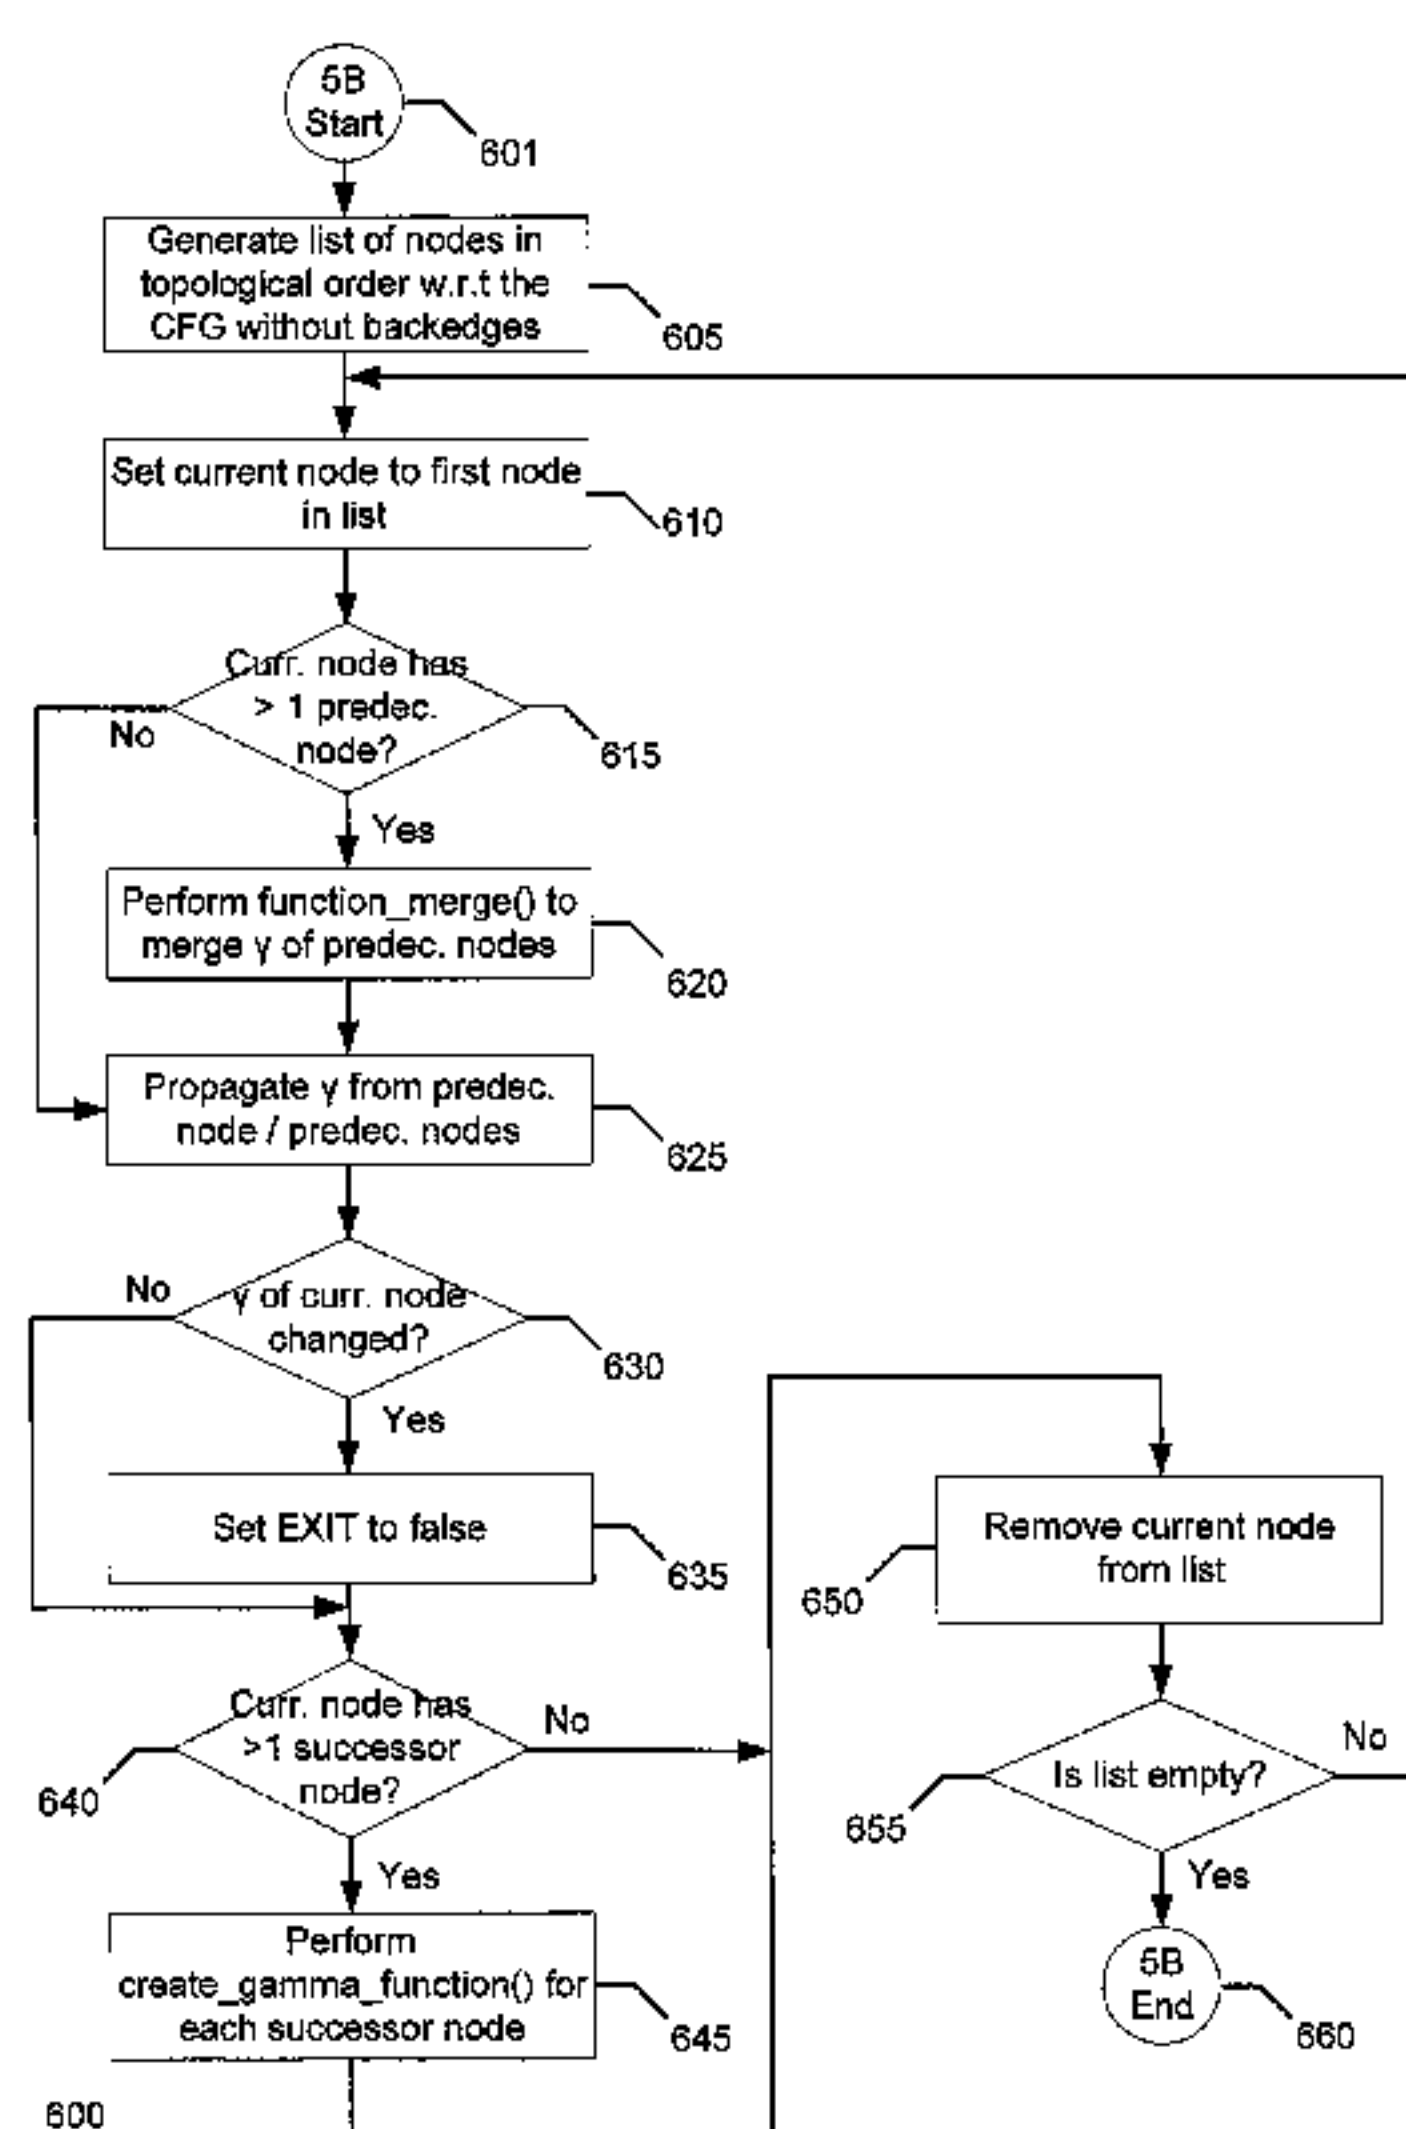 5B
Start
601
Generate list of nodes in
topological order w.r.t the
CFG without backedges
605
Set current node to first node
in list
610
Curr. node has
> 1 predec.
node?
No
615
Yes
Perform function_merge() to
merge γ of predec. nodes
620
Propagate γ from predec.
node / predec. nodes
625
No
γ of curr. node
changed?
630
Yes
Set EXIT to false
635
Curr. node has
>1 successor
node?
No
640
Yes
Perform
create_gamma_function() for
each successor node
645
600
Remove current node
from list
650
Is list empty?
No
655
Yes
5B
End
660